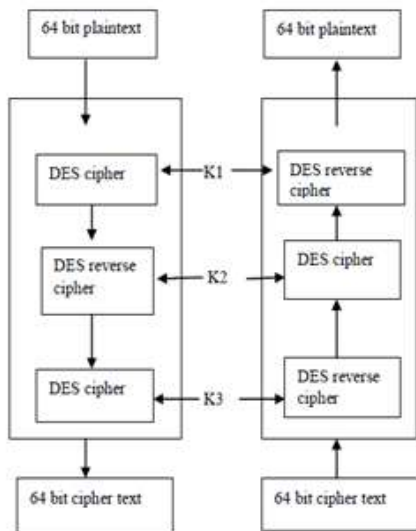 64 bit plaintext
64 bit plaintext
DES cipher
K1
DES reverse
cipher
DES reverse
cipher
K2
DES cipher
DES cipher
K3
DES reverse
cipher
64 bit cipher text
64 bit cipher text